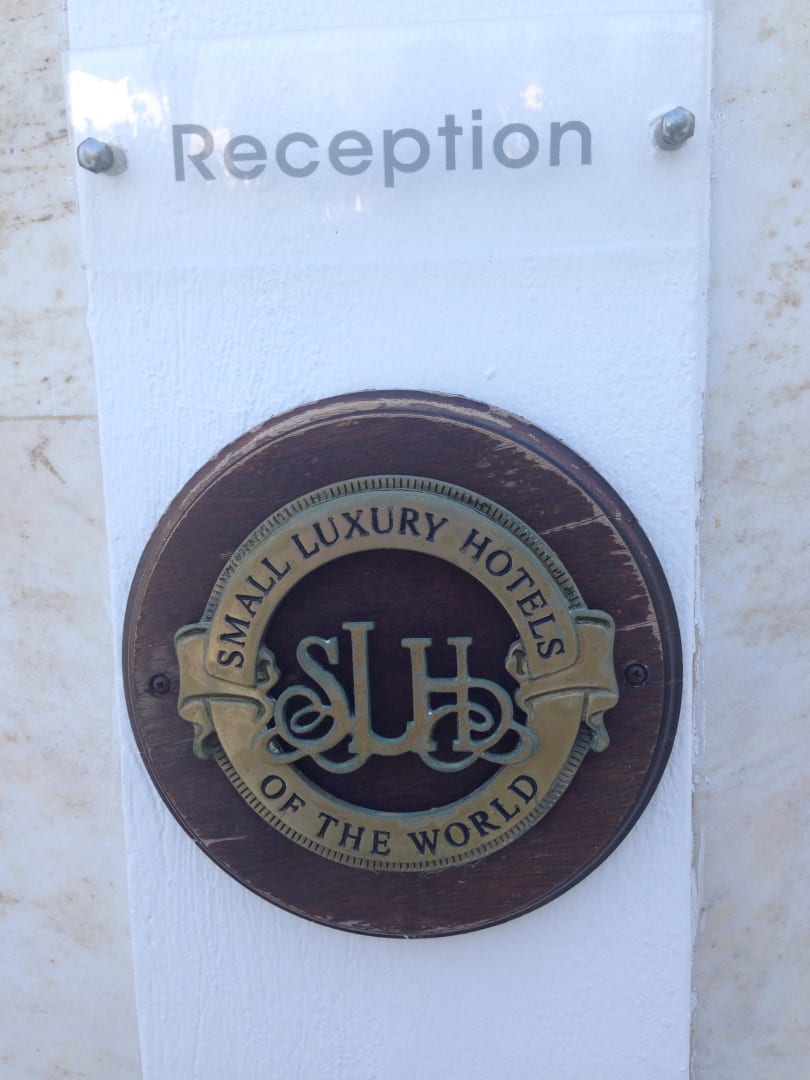 Reception
SMALL LUXURY HOTELS
SLH
OF THE WORLD